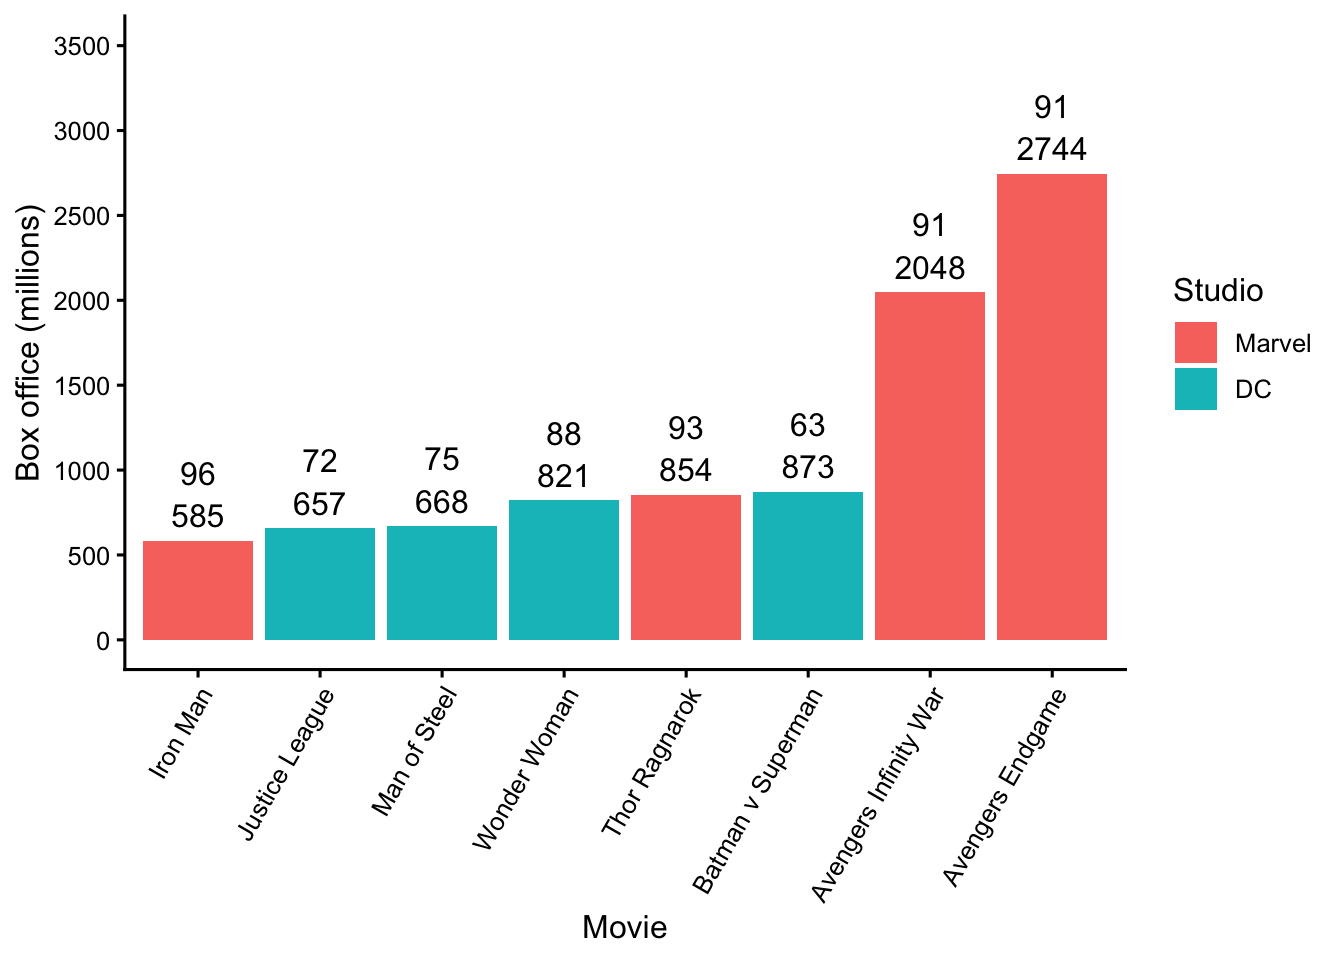 Box office (millions)
3500
3000
2500
2000
1500
1000
500
0
96
585
72
657
75
668
88
821
93
854
63
873
91
2048
91
2744
Iron Man
Justice League
Man of Steel
Wonder Woman
Thor Ragnarok
Batman v Superman
Avengers Infinity War
Avengers Endgame
Movie
Studio
Marvel
DC